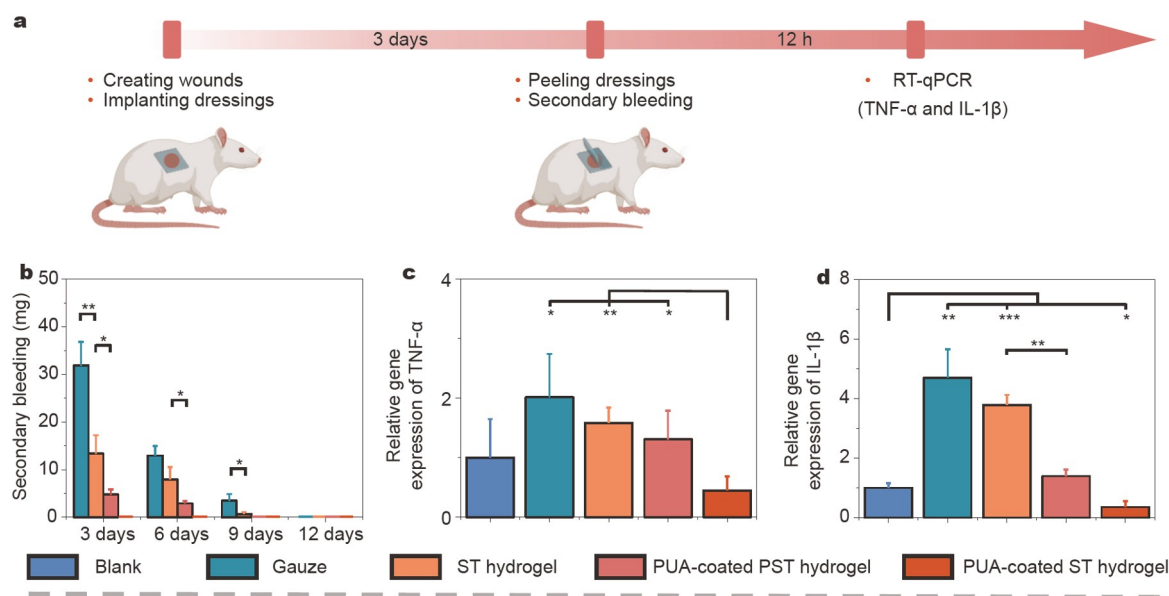 a
3 days
12 h
• Creating wounds
• Implanting dressings
• Peeling dressings
• Secondary bleeding
• RT-qPCR
(TNF-α and IL-1β)
b
Secondary bleeding (mg)
50
40
30
20
10
0
**
*
*
*
3 days 6 days 9 days 12 days
c
Relative gene
expression of TNF-α
4
2
0
* ** *
d
Relative gene
expression of IL-1β
8
6
4
2
0
** *** *
**
Blank Gauze ST hydrogel PUA-coated PST hydrogel PUA-coated ST hydrogel